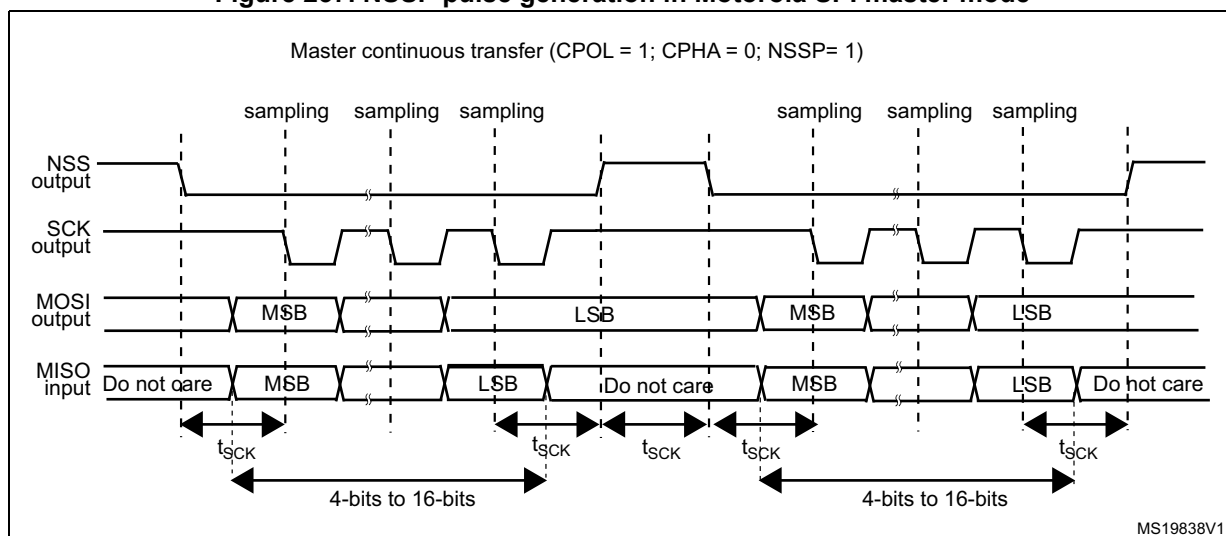 Master continuous transfer (CPOL = 1; CPHA = 0; NSSP= 1)
sampling sampling sampling sampling sampling sampling
NSS
output
SCK
output
MOSI
output
MSB LSB MSB LSB
MISO
input
Do not care MSB LSB Do not care MSB LSB Do not care
tSCK tSCK tSCK tSCK tSCK
4-bits to 16-bits 4-bits to 16-bits
MS19838V1